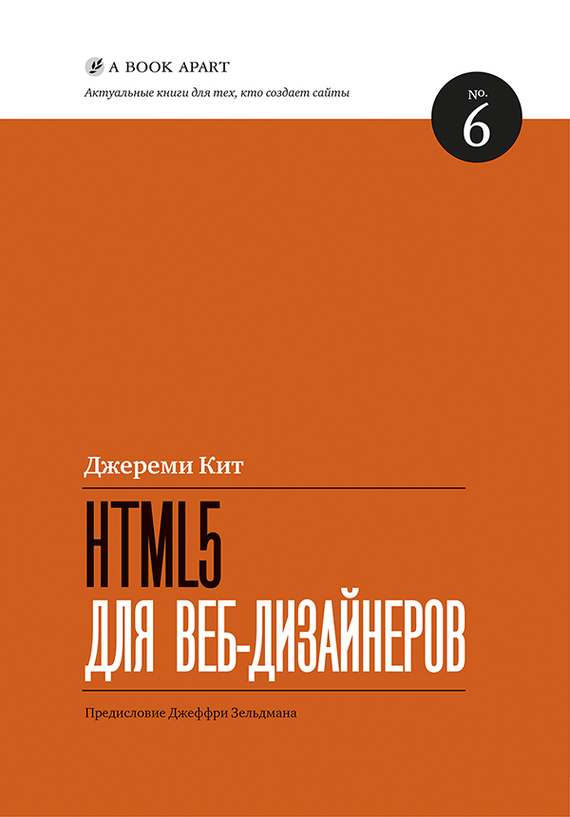 A BOOK APART
Актуальные книги для тех, кто создает сайты
No.
6
Джереми Кит
HTML5
ДЛЯ ВЕБ-ДИЗАЙНЕРОВ
Предисловие Джеффри Зельдмана